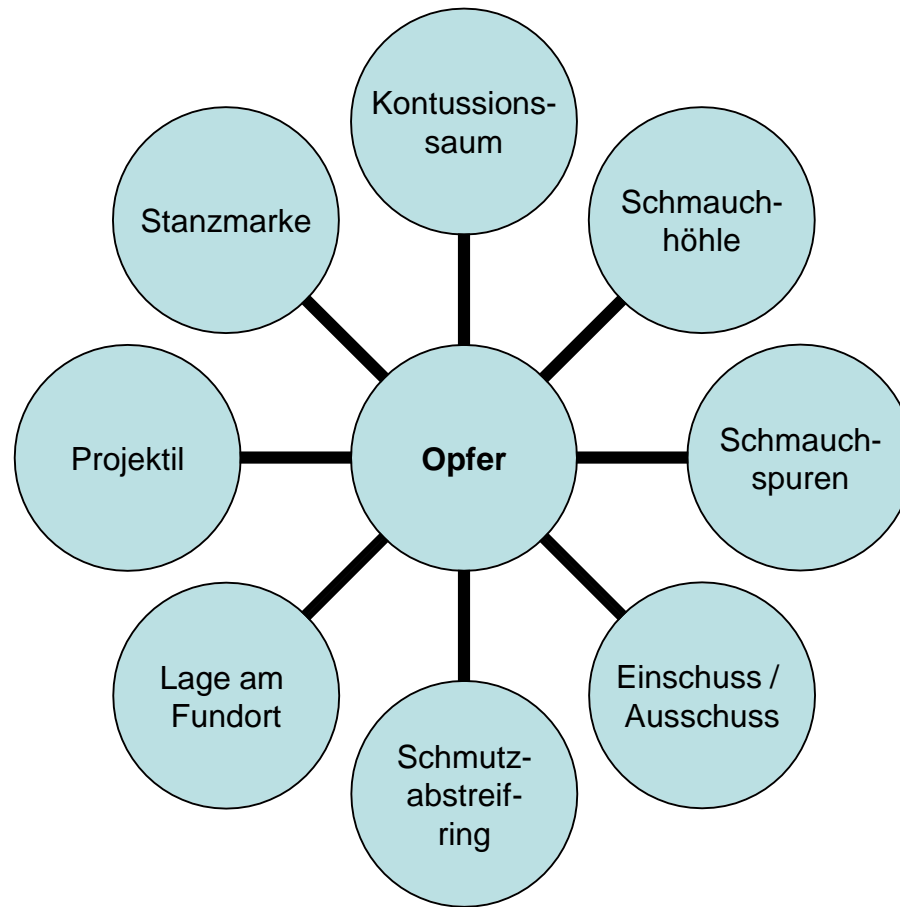 Kontussions-
saum
Stanzmarke
Schmauch-
höhle
Projektil
Opfer
Schmauch-
spuren
Lage am
Fundort
Einschuss /
Ausschuss
Schmutz-
abstreif-
ring